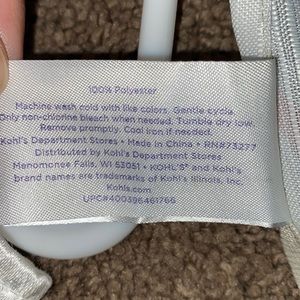 100% Polyester
Machine wash cold with like colors. Gentle cycle.
Only non-chlorine bleach when needed. Tumble dry low.
Remove promptly. Cool iron if needed.
Kohl's Department Stores • Made in China • RN#73277
Distributed by Kohl's Department Stores
Menomonee Falls, WI 53051 • KOHL'S® and Kohl's
brand names are trademarks of Kohl's Illinois, Inc.
Kohls.com
UPC#400396461766